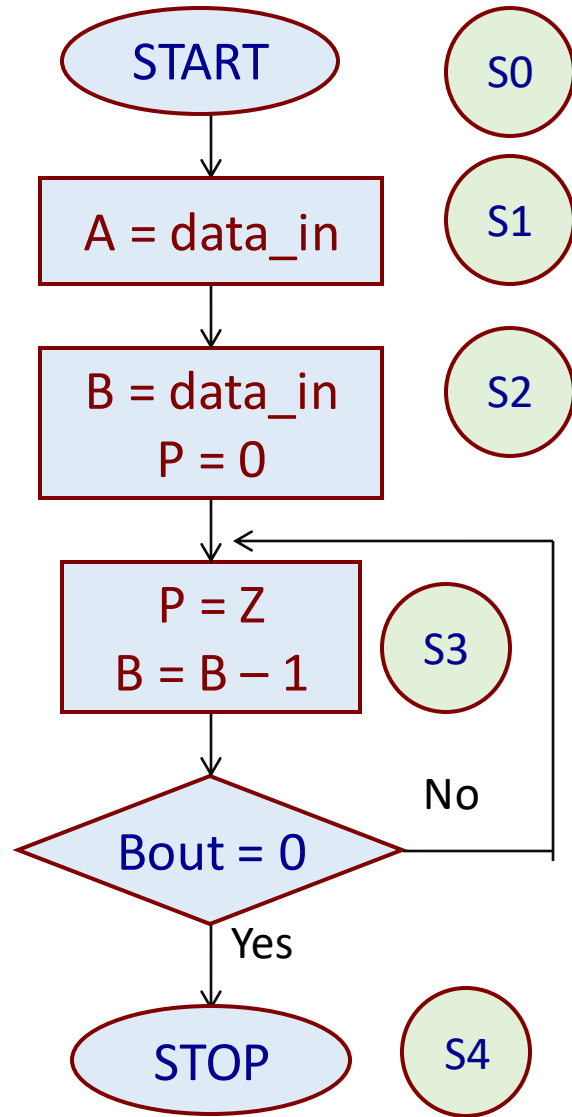 START
S0
A = data_in
S1
B = data_in
P = 0
S2
P = Z
B = B – 1
S3
No
Bout = 0
Yes
STOP
S4